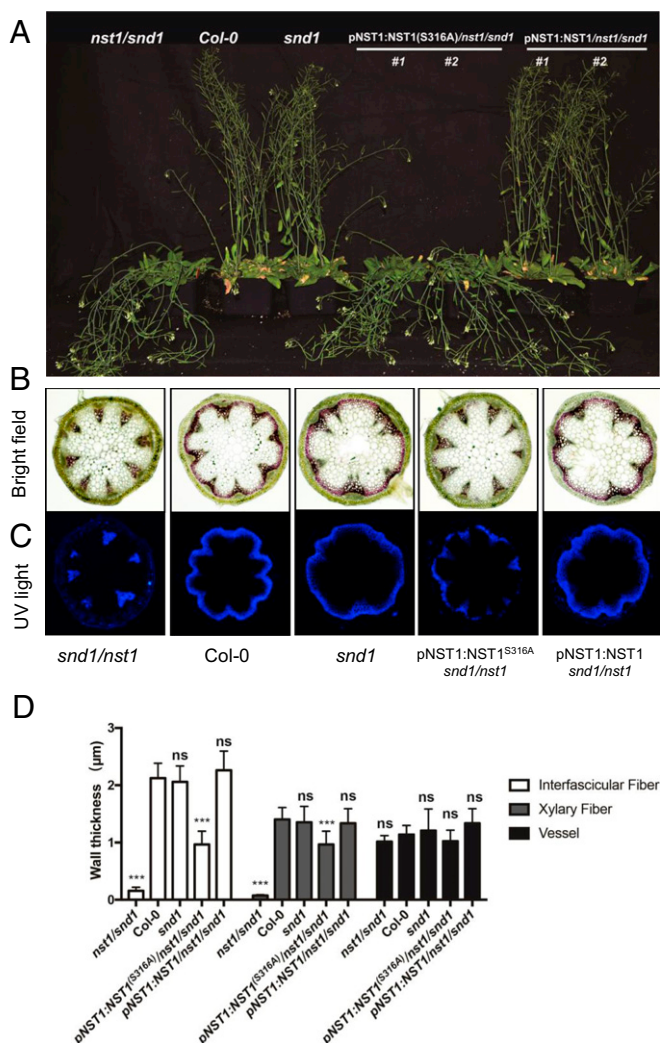 A
nst1/snd1 Col-0 snd1 pNST1:NST1(S316A)/nst1/snd1 pNST1:NST1/nst1/snd1
#1 #2 #1 #2
B
Bright field
C
UV light
snd1/nst1 Col-0 snd1 pNST1:NST1S316A snd1/nst1 pNST1:NST1 snd1/nst1
D
Wall thickness (μm)
3
2
1
0
*** ns *** ns
*** ns *** ns
ns ns ns ns
Interfascicular Fiber
Xylary Fiber
Vessel
nst1/snd1
Col-0
snd1
pNST1:NST1(S316A)/nst1/snd1
pNST1:NST1/nst1/snd1
nst1/snd1
Col-0
snd1
pNST1:NST1(S316A)/nst1/snd1
pNST1:NST1/nst1/snd1
nst1/snd1
Col-0
snd1
pNST1:NST1(S316A)/nst1/snd1
pNST1:NST1/nst1/snd1